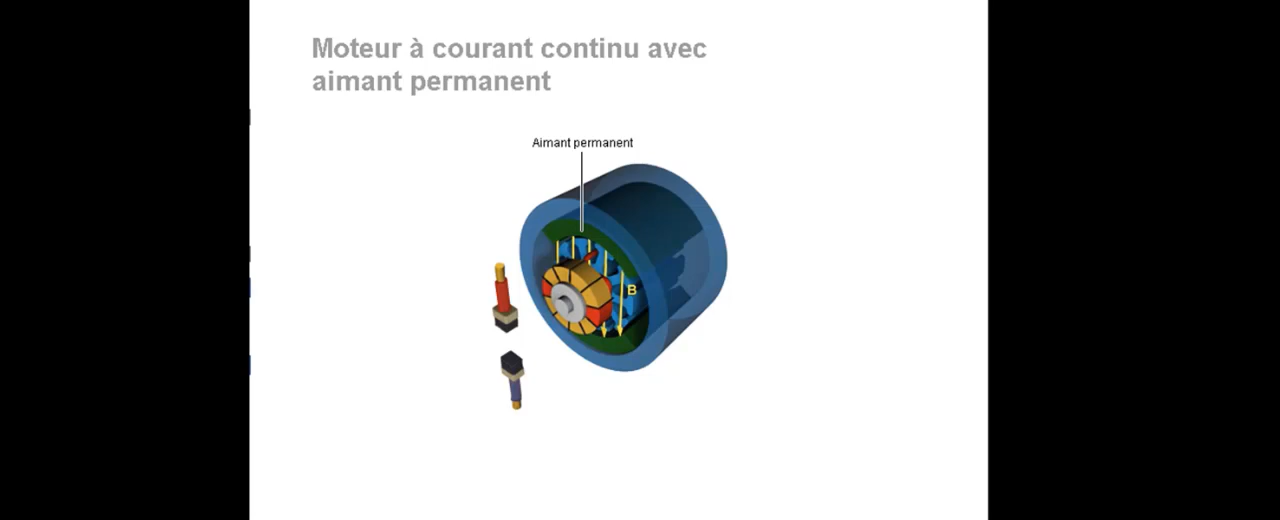 Moteur à courant continu avec
aimant permanent
Aimant permanent
B